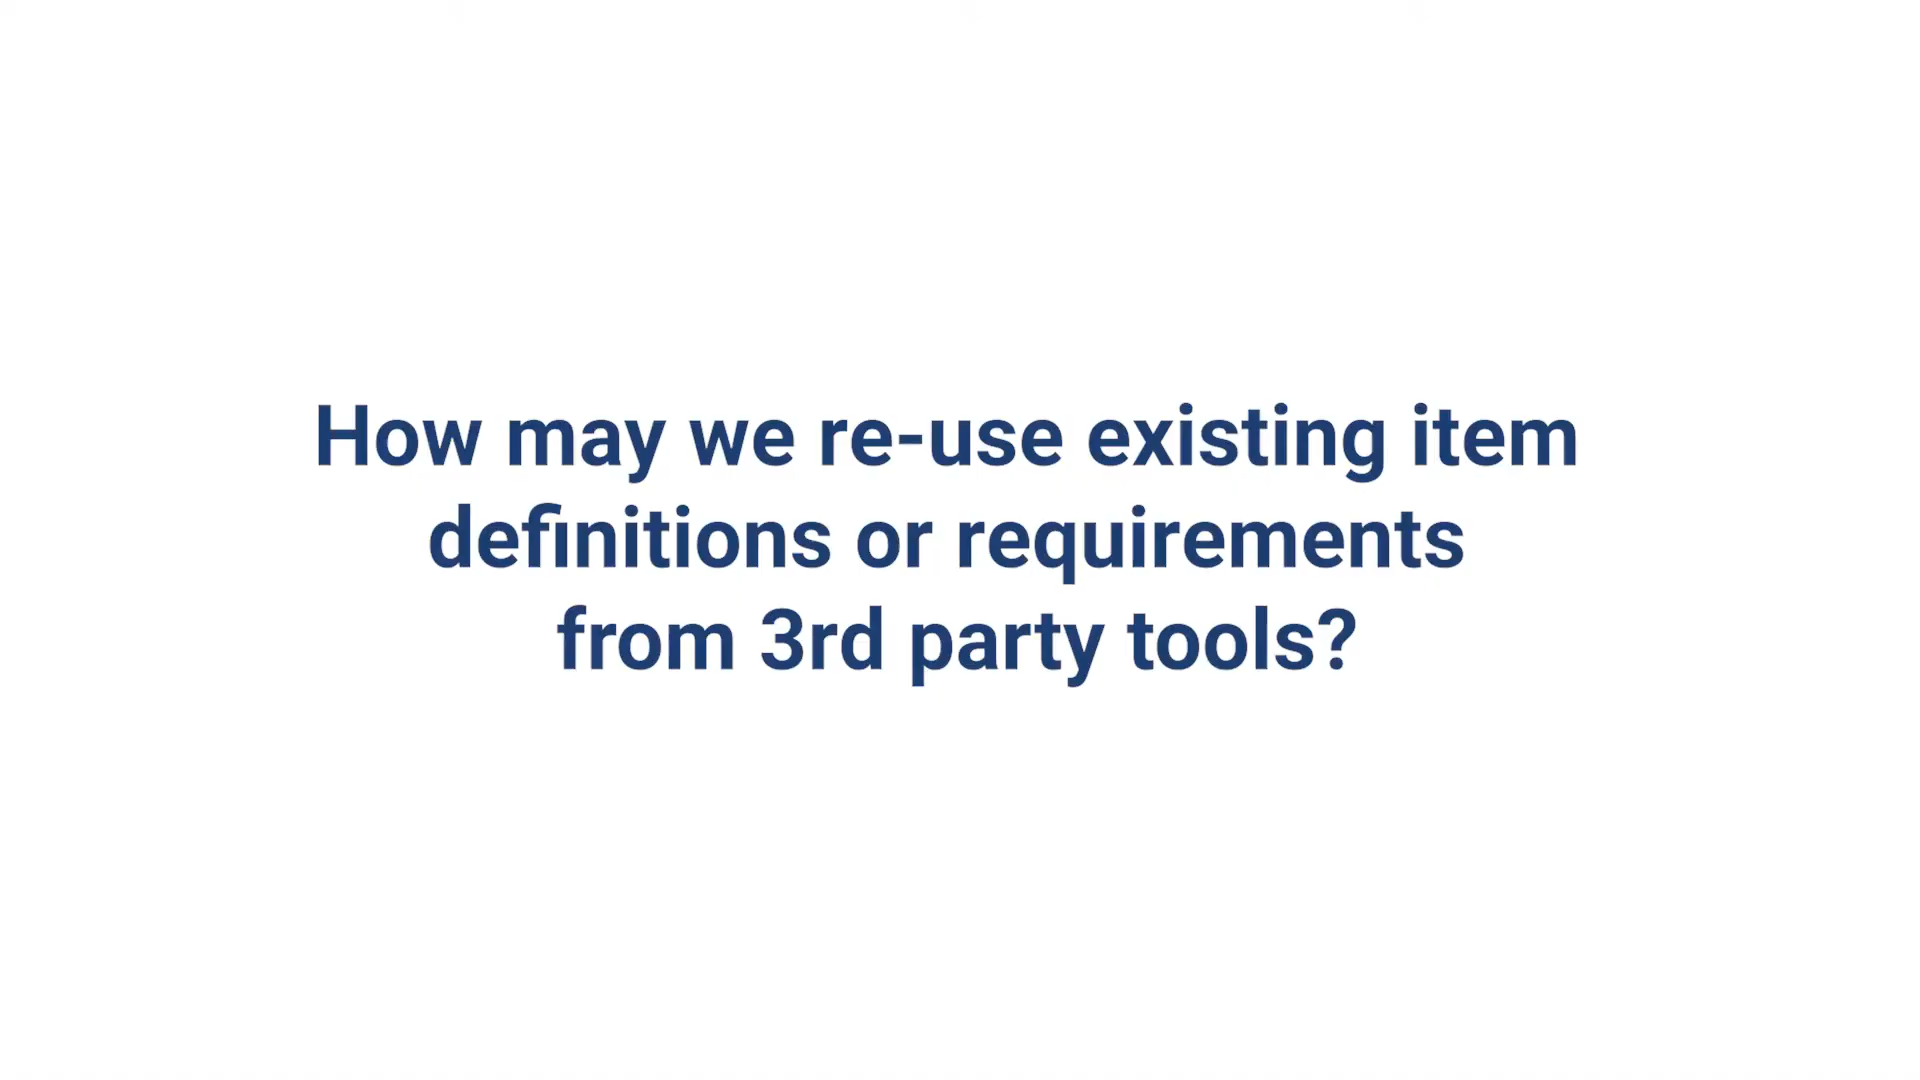 How may we re-use existing item
definitions or requirements
from 3rd party tools?